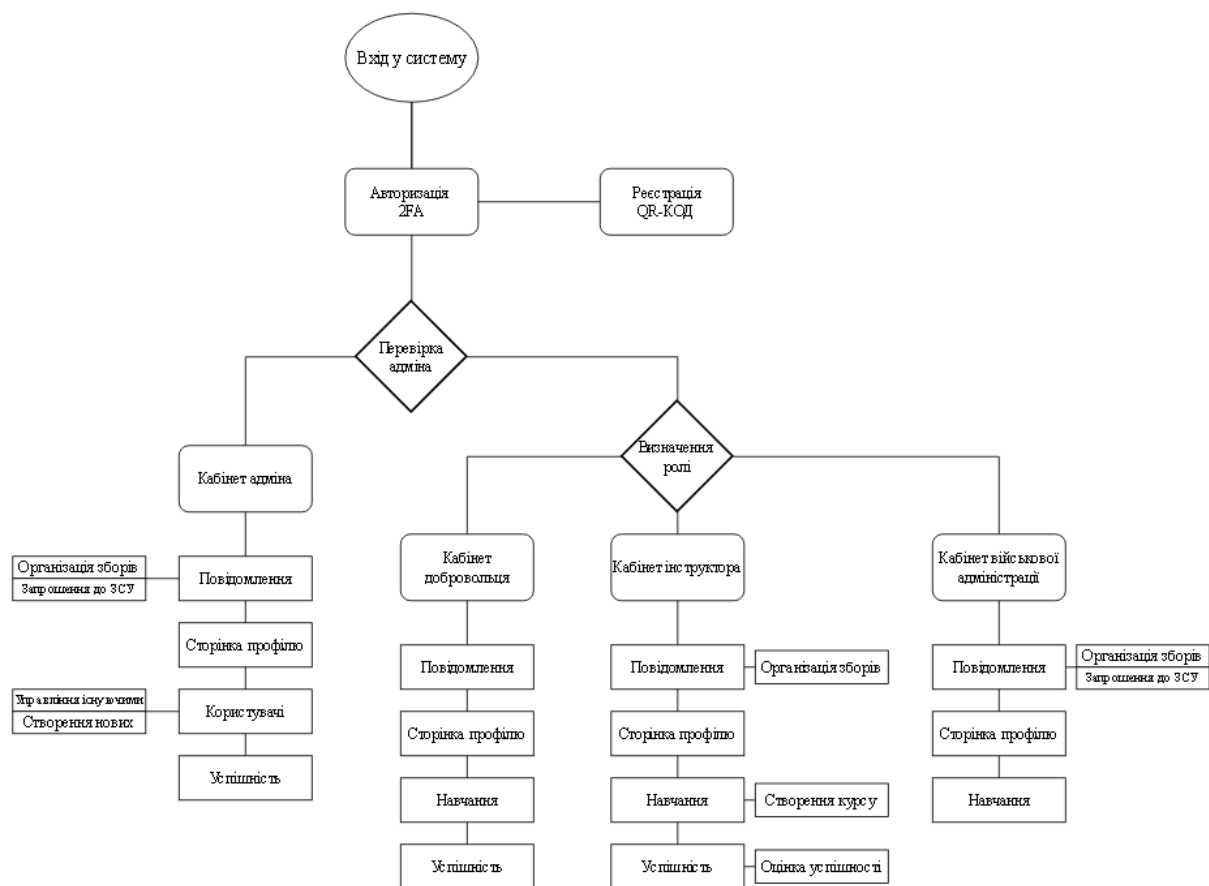 Вхід у систему
Авторизація
2FA
Реєстрація
QR-КОД
Перевірка
адміна
Визначення
ролі
Кабінет адміна
Кабінет
добровольця
Кабінет інструктора
Кабінет військової
адміністрації
Організація зборів
Запрошення до ЗСУ
Повідомлення
Сторінка профілю
Управління існуючими
Створення нових
Користувачі
Успішність
Повідомлення
Сторінка профілю
Навчання
Успішність
Повідомлення
Організація зборів
Сторінка профілю
Навчання
Створення курсу
Успішність
Оцінка успішності
Повідомлення
Організація зборів
Запрошення до ЗСУ
Сторінка профілю
Навчання